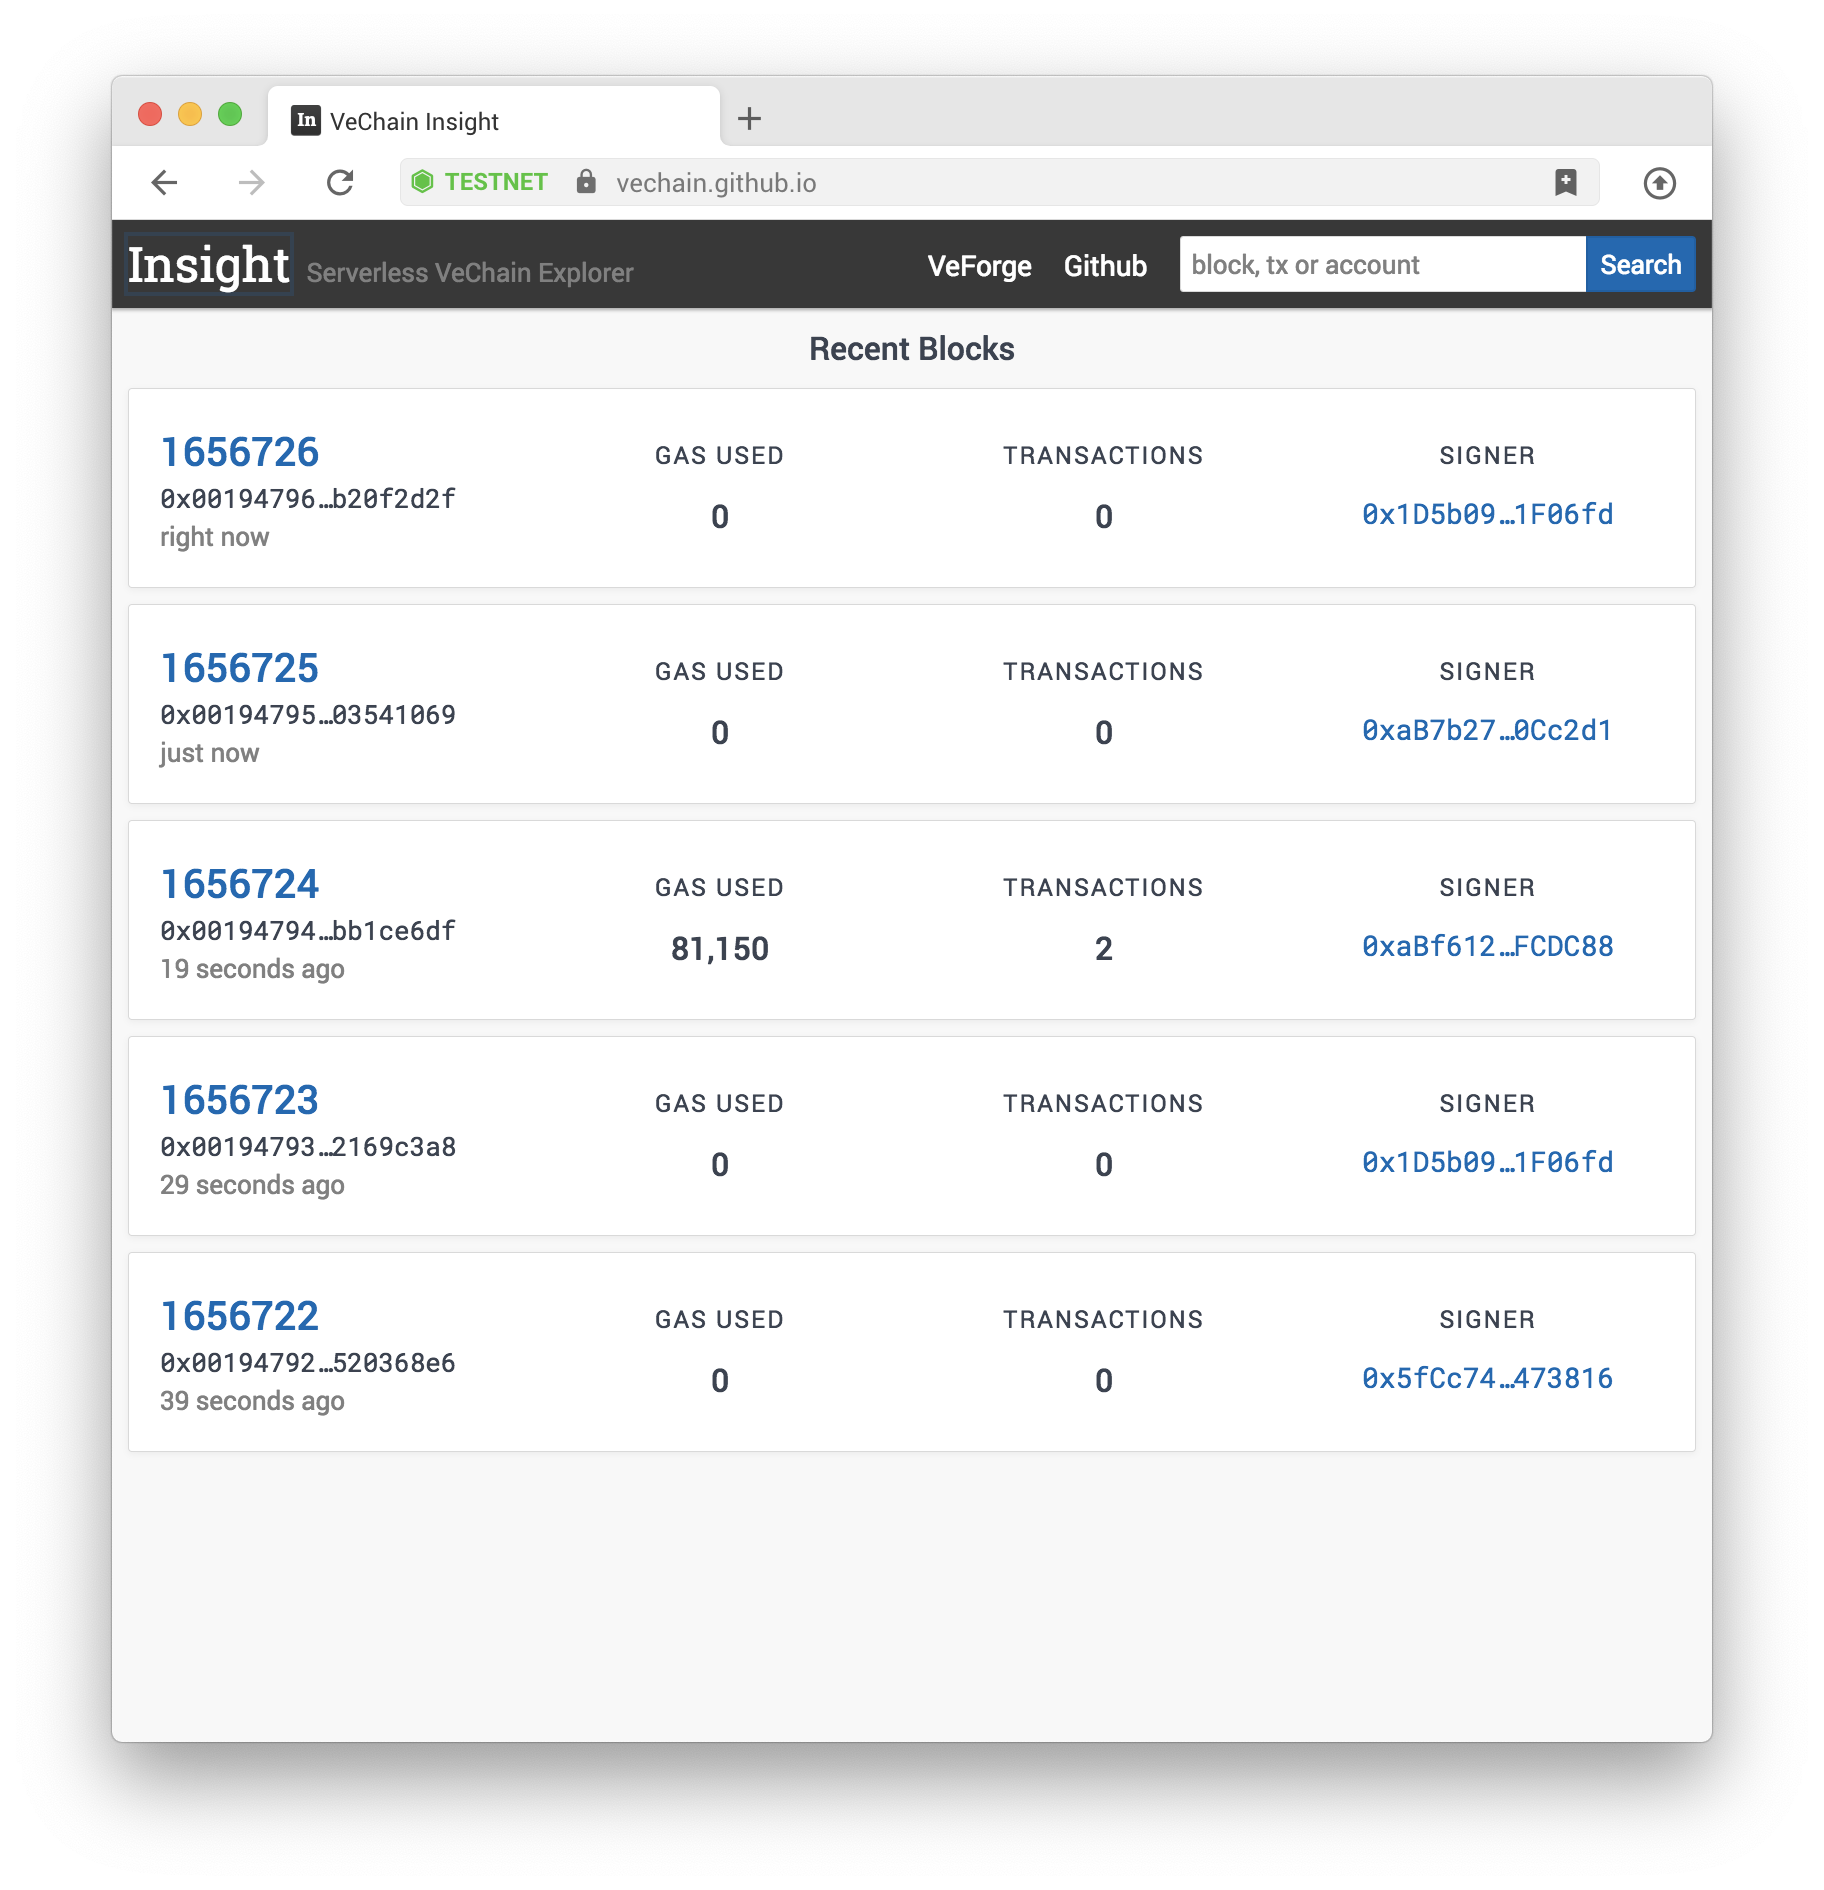 In VeChain Insight
TESTNET vechain.github.io
Insight Serverless VeChain Explorer VeForge Github block, tx or account Search
Recent Blocks
1656726
0x00194796…b20f2d2f
right now
GAS USED
0
TRANSACTIONS
0
SIGNER
0x1D5b09…1F06fd
1656725
0x00194795…03541069
just now
GAS USED
0
TRANSACTIONS
0
SIGNER
0xaB7b27…0Cc2d1
1656724
0x00194794…bb1ce6df
19 seconds ago
GAS USED
81,150
TRANSACTIONS
2
SIGNER
0xaBf612…FCDC88
1656723
0x00194793…2169c3a8
29 seconds ago
GAS USED
0
TRANSACTIONS
0
SIGNER
0x1D5b09…1F06fd
1656722
0x00194792…520368e6
39 seconds ago
GAS USED
0
TRANSACTIONS
0
SIGNER
0x5fCc74…473816